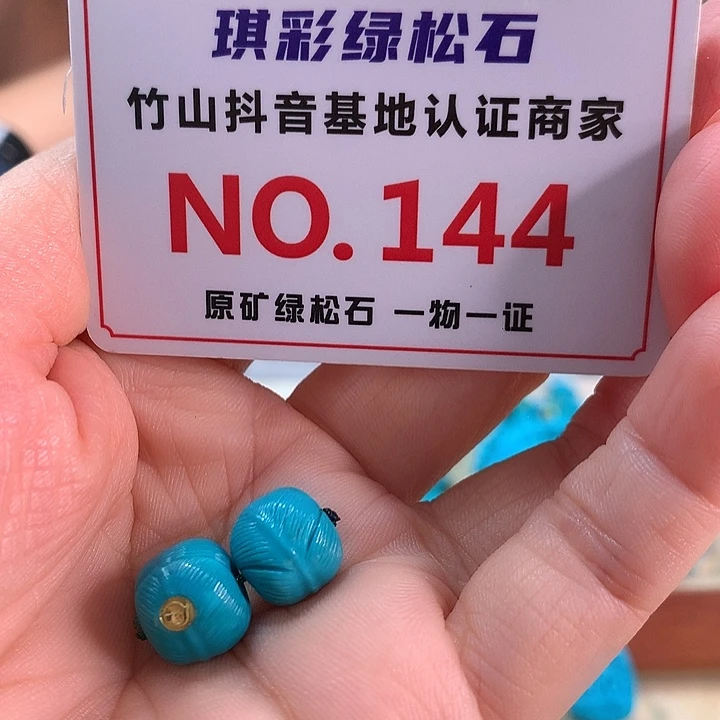 琪彩绿松石
竹山抖音基地认证商家
NO.144
原矿绿松石 一物一证